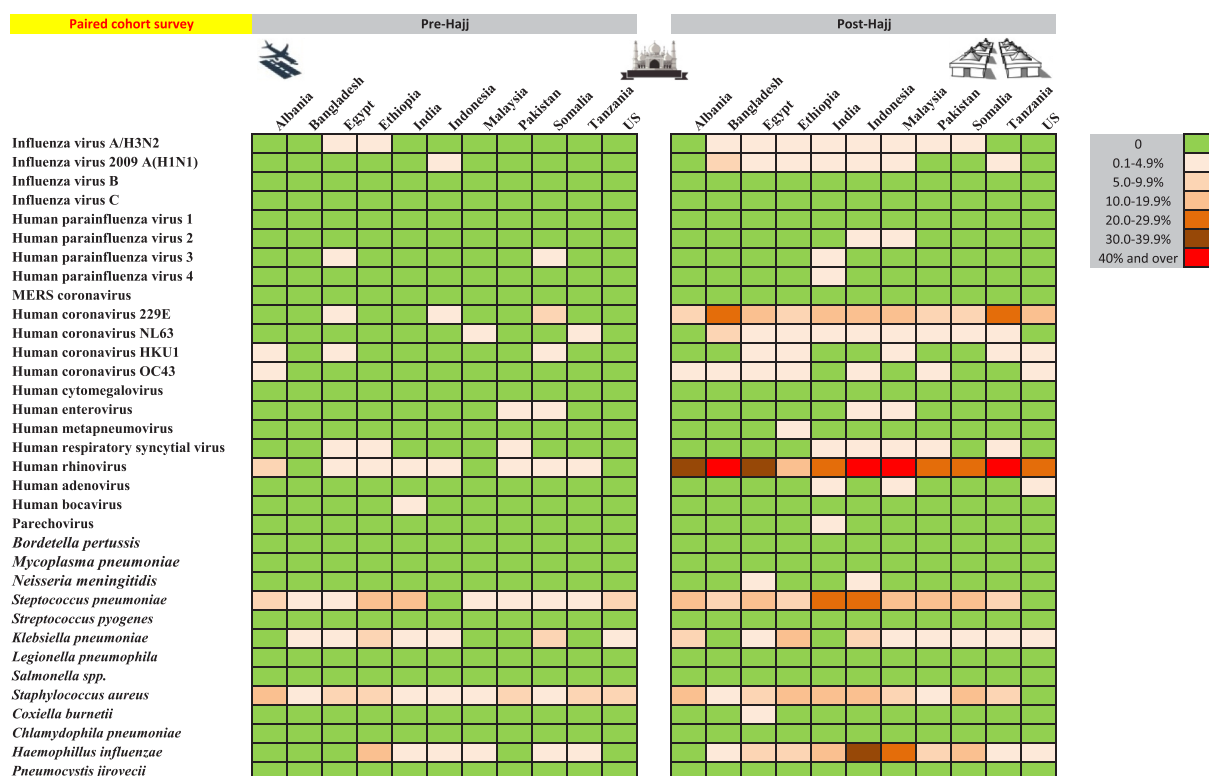 Paired cohort survey Pre-Hajj Post-Hajj
Albania Bangladesh Egypt Ethiopia India Indonesia Malaysia Pakistan Somalia Tanzania US Albania Bangladesh Egypt Ethiopia India Indonesia Malaysia Pakistan Somalia Tanzania US
Influenza virus A/H3N2 0
Influenza virus 2009 A(H1N1) 0.1-4.9%
Influenza virus B 5.0-9.9%
Influenza virus C 10.0-19.9%
Human parainfluenza virus 1 20.0-29.9%
Human parainfluenza virus 2 30.0-39.9%
Human parainfluenza virus 3 40% and over
Human parainfluenza virus 4
MERS coronavirus
Human coronavirus 229E
Human coronavirus NL63
Human coronavirus HKU1
Human coronavirus OC43
Human cytomegalovirus
Human enterovirus
Human metapneumovirus
Human respiratory syncytial virus
Human rhinovirus
Human adenovirus
Human bocavirus
Parechovirus
Bordetella pertussis
Mycoplasma pneumoniae
Neisseria meningitidis
Steptococcus pneumoniae
Streptococcus pyogenes
Klebsiella pneumoniae
Legionella pneumophila
Salmonella spp.
Staphylococcus aureus
Coxiella burnetii
Chlamydophila pneumoniae
Haemophillus influenzae
Pneumocystis jirovecii